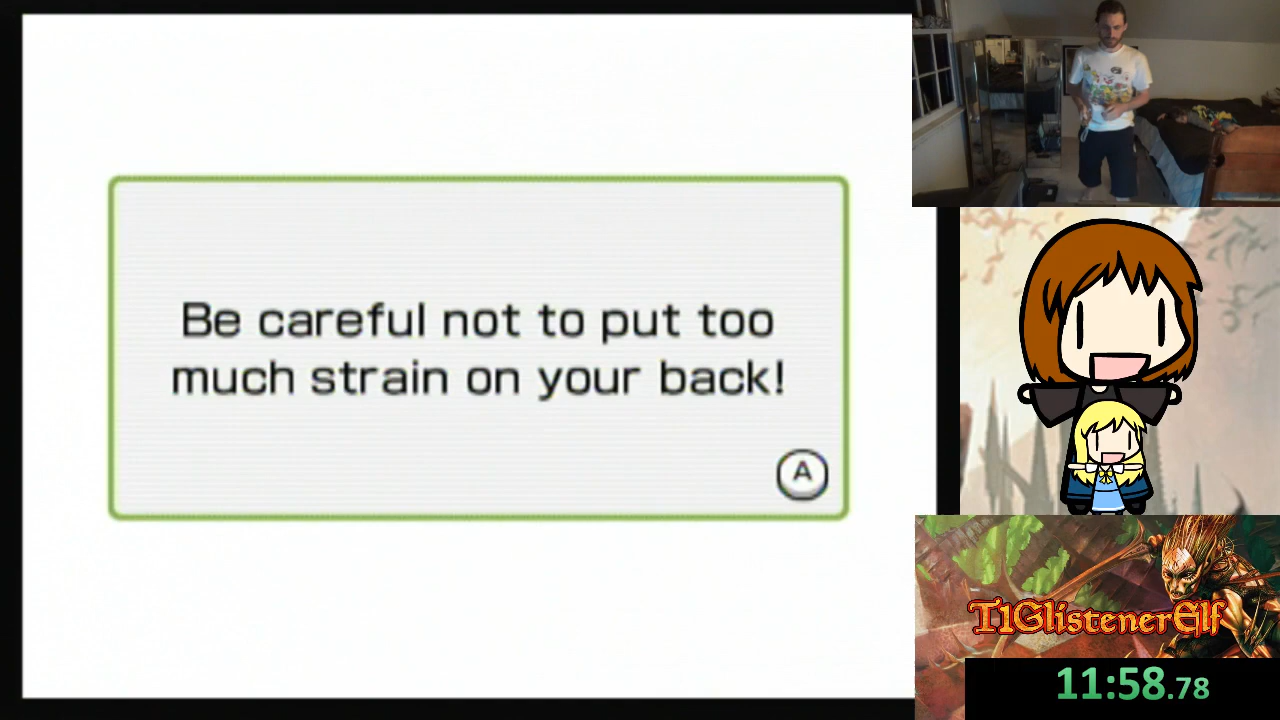 Be careful not to put too
much strain on your back!
A
T1GlistenerElf
11:58.78